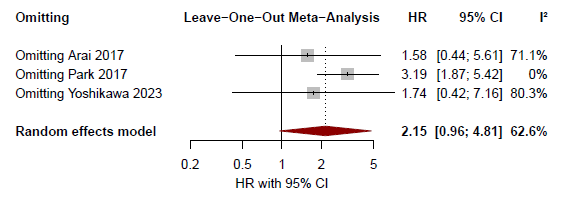 Omitting Leave−One−Out Meta−Analysis HR 95% CI I²
Omitting Arai 2017 1.58 [0.44; 5.61] 71.1%
Omitting Park 2017 3.19 [1.87; 5.42] 0%
Omitting Yoshikawa 2023 1.74 [0.42; 7.16] 80.3%
Random effects model 2.15 [0.96; 4.81] 62.6%
0.2 0.5 1 2 5
HR with 95% CI